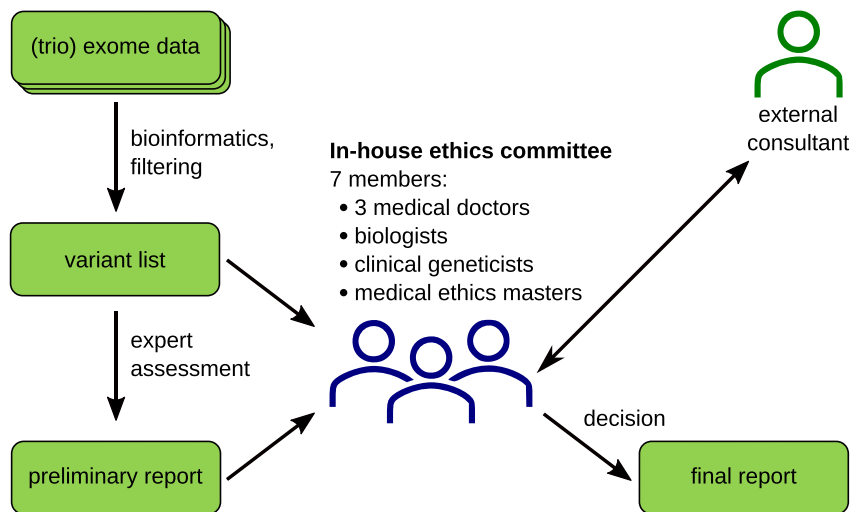 (trio) exome data
bioinformatics,
filtering
variant list
expert
assessment
preliminary report
In-house ethics committee
7 members:
• 3 medical doctors
• biologists
• clinical geneticists
• medical ethics masters
external
consultant
decision
final report